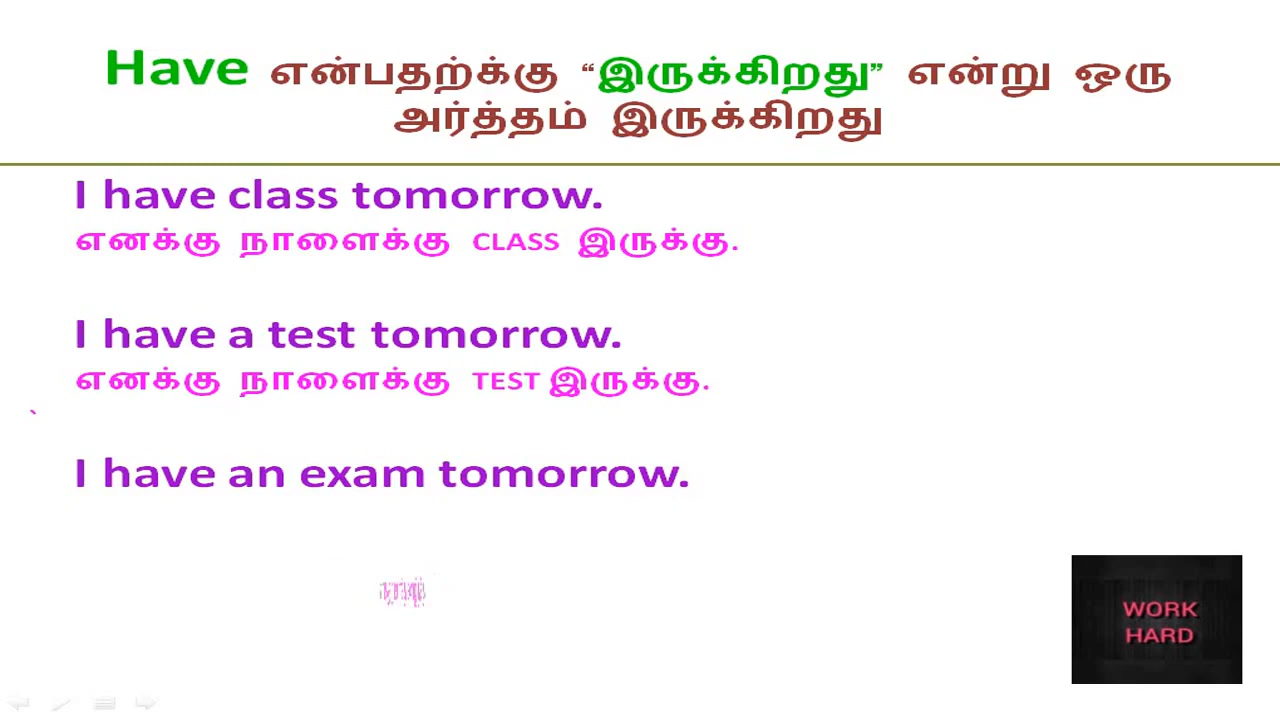 Have என்பதற்க்கு “இருக்கிறது” என்று ஒரு
அர்த்தம் இருக்கிறது
I have class tomorrow.
எனக்கு நாளைக்கு CLASS இருக்கு.
I have a test tomorrow.
எனக்கு நாளைக்கு TEST இருக்கு.
I have an exam tomorrow.
WORK
HARD